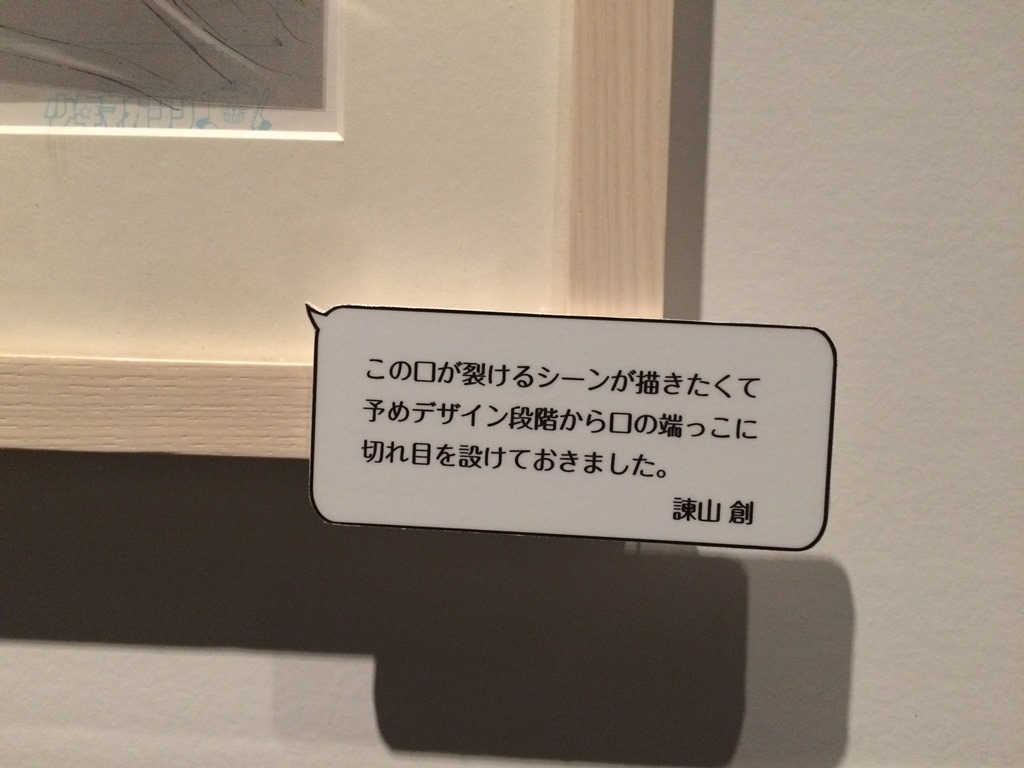 この口が裂けるシーンが描きたくて
予めデザイン段階から口の端っこに
切れ目を設けておきました。
諫山 創